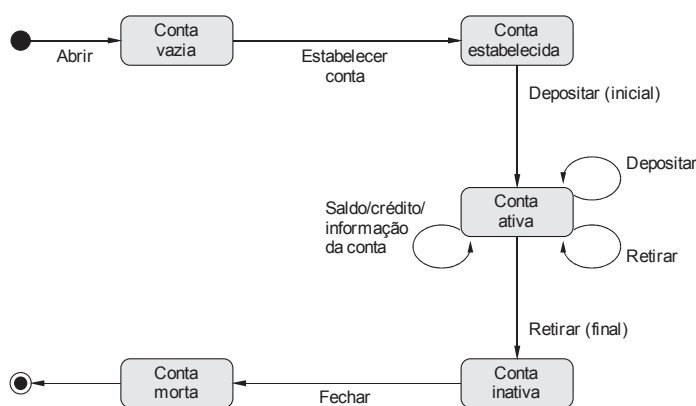 Conta
vazia
Abrir
Estabelecer
conta
Conta
estabelecida
Depositar (inicial)
Depositar
Conta
ativa
Saldo/crédito/
informação
da conta
Retirar
Retirar (final)
Conta
inativa
Fechar
Conta
morta